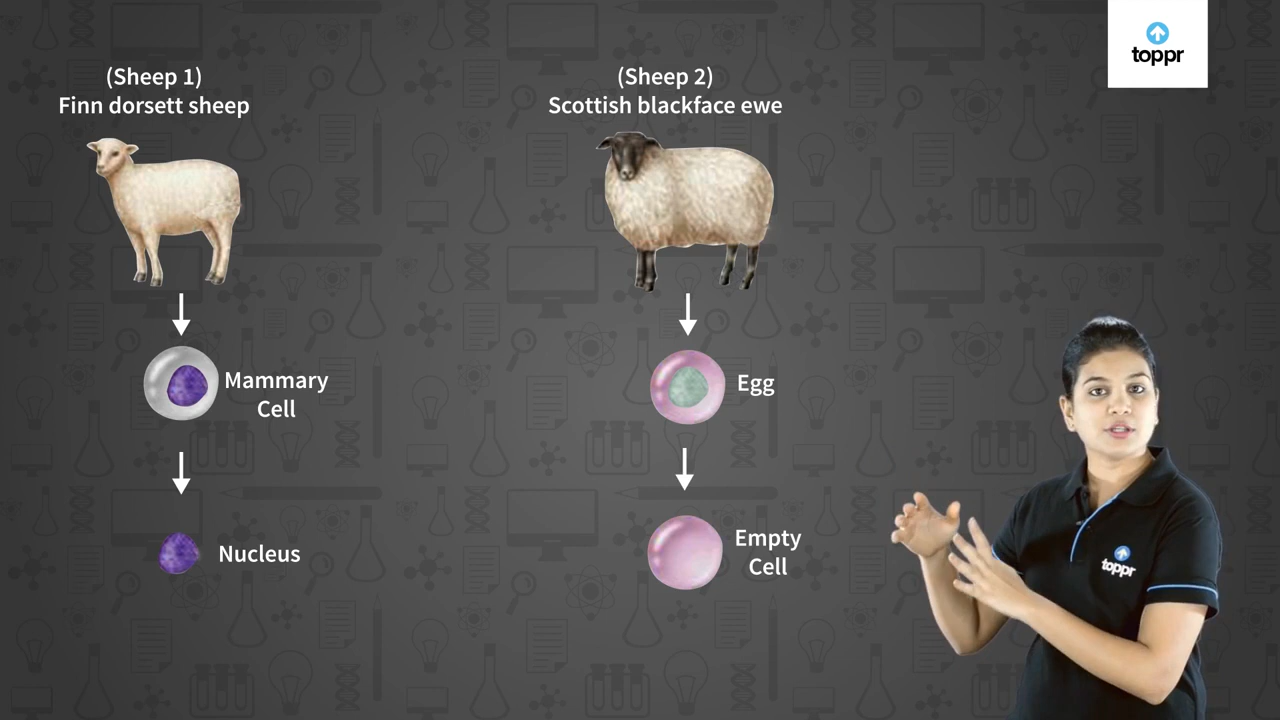 toppr
(Sheep 1)
Finn dorsett sheep
(Sheep 2)
Scottish blackface ewe
Mammary
Cell
Egg
Nucleus
Empty
Cell
toppr